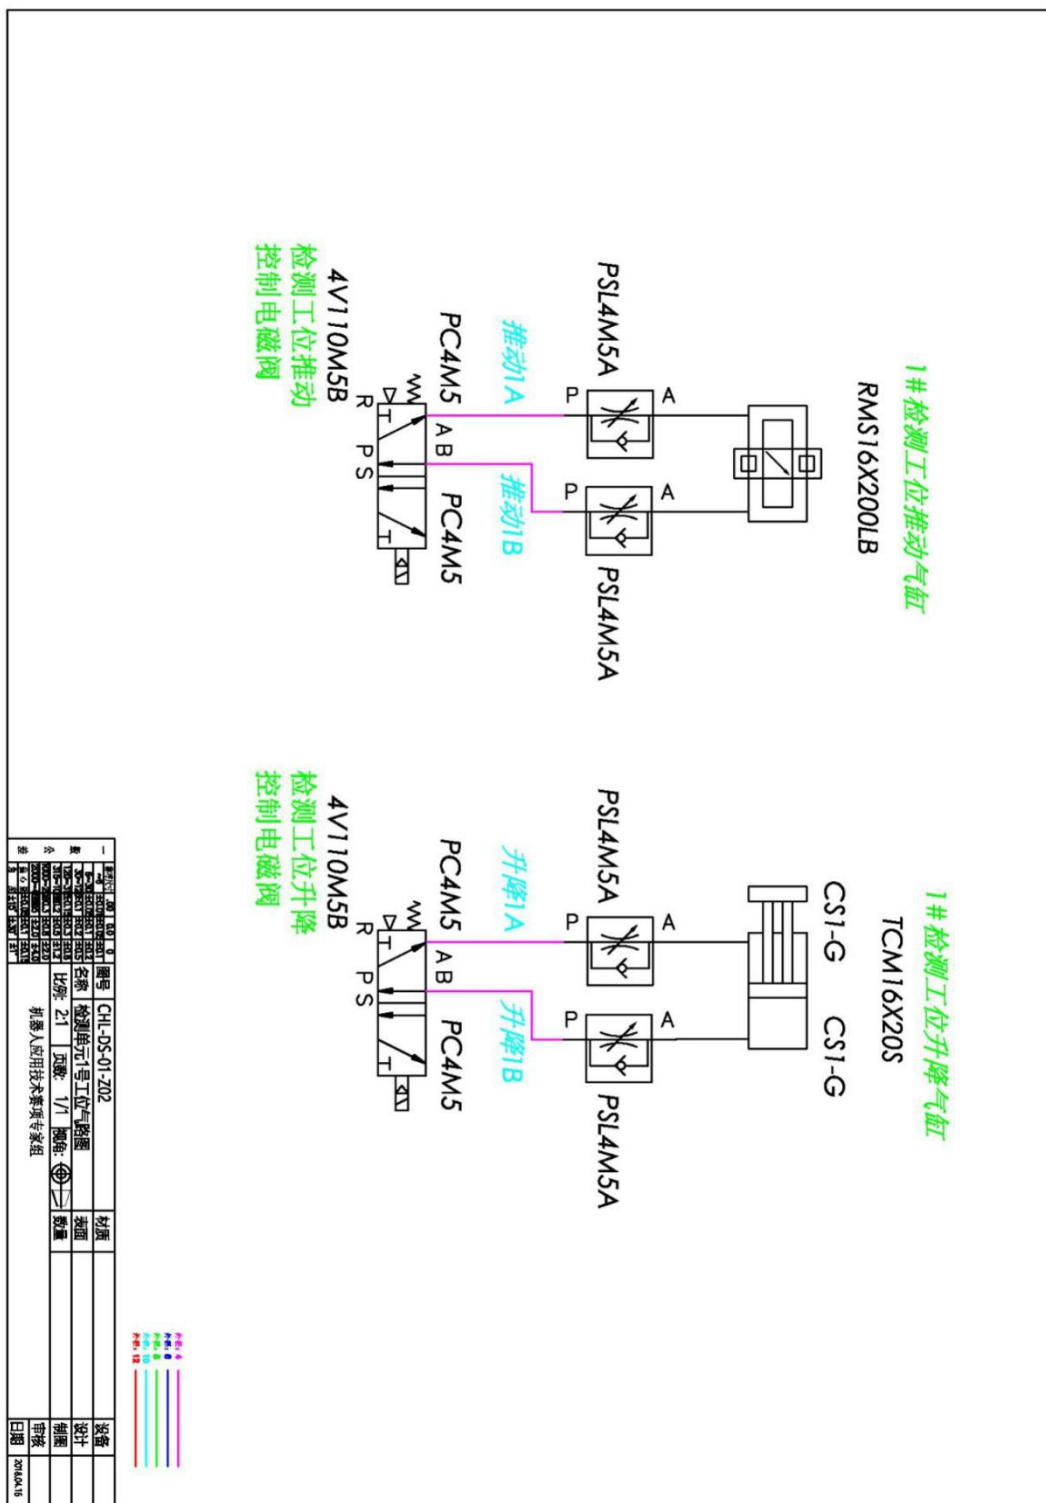 1#检测工位推动气缸
RMS16X200LB
PSL4M5A
A
A
P
P
PSL4M5A
推动1A
推动1B
PC4M5
A B
PC4M5
R
P S
4V110M5B
检测工位推动
控制电磁阀
1#检测工位升降气缸
TCM16X20S
CS1-G
CS1-G
PSL4M5A
A
A
P
P
PSL4M5A
升降1A
升降1B
PC4M5
A B
PC4M5
R
P S
4V110M5B
检测工位升降
控制电磁阀
图号 CHL-DS-01-Z02 材质 设备
名称 检测单元1号工位气路图 表面 设计
比例: 2:1 页数: 1/1 视角: 数量 制图
机器人应用技术赛项专家组 审核
日期 2018.04.15